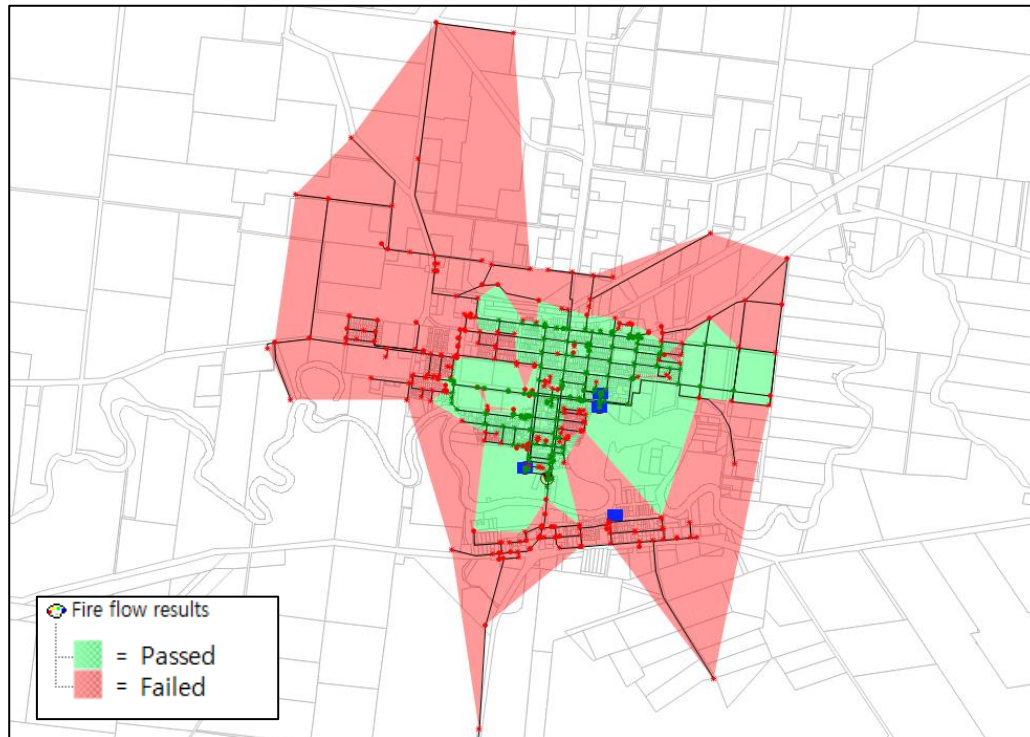 Fire flow results
= Passed
= Failed